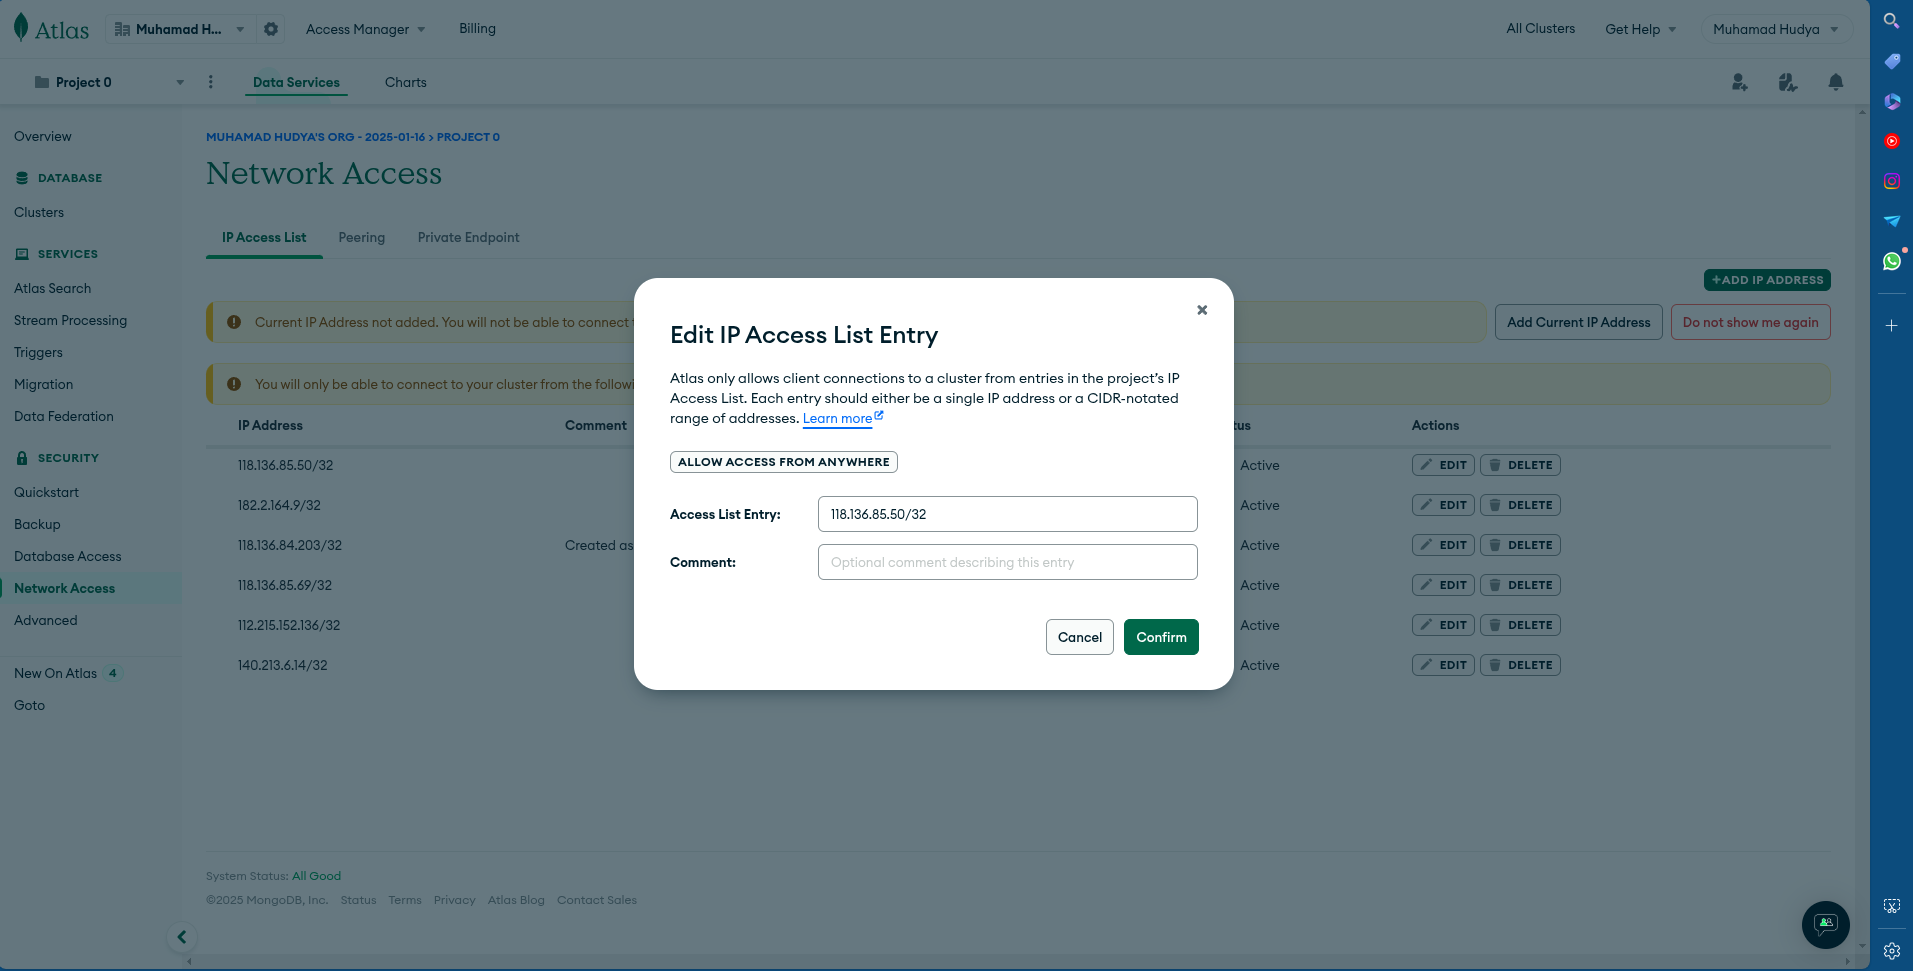 Atlas
Muhamad H...
Access Manager
Billing
All Clusters
Get Help
Muhamad Hudya
Project 0
Data Services
Charts
Overview
DATABASE
Clusters
SERVICES
Atlas Search
Stream Processing
Triggers
Migration
Data Federation
SECURITY
Quickstart
Backup
Database Access
Network Access
Advanced
New On Atlas 4
Goto
MUHAMAD HUDYA'S ORG - 2025-01-16 > PROJECT 0
Network Access
IP Access List
Peering
Private Endpoint
+ ADD IP ADDRESS
Current IP Address not added. You will not be able to connect
Add Current IP Address
Do not show me again
You will only be able to connect to your cluster from the
IP Address
Comment
Actions
118.136.85.50/32
Active
EDIT
DELETE
182.2.164.9/32
Active
EDIT
DELETE
118.136.84.203/32
Created as
Active
EDIT
DELETE
118.136.85.69/32
Active
EDIT
DELETE
112.215.152.136/32
Active
EDIT
DELETE
140.213.6.14/32
Active
EDIT
DELETE
Edit IP Access List Entry
Atlas only allows client connections to a cluster from entries in the project's IP
Access List. Each entry should either be a single IP address or a CIDR-notated
range of addresses. Learn more
ALLOW ACCESS FROM ANYWHERE
Access List Entry:
118.136.85.50/32
Comment:
Optional comment describing this entry
Cancel
Confirm
System Status: All Good
©2025 MongoDB, Inc.
Status
Terms
Privacy
Atlas Blog
Contact Sales